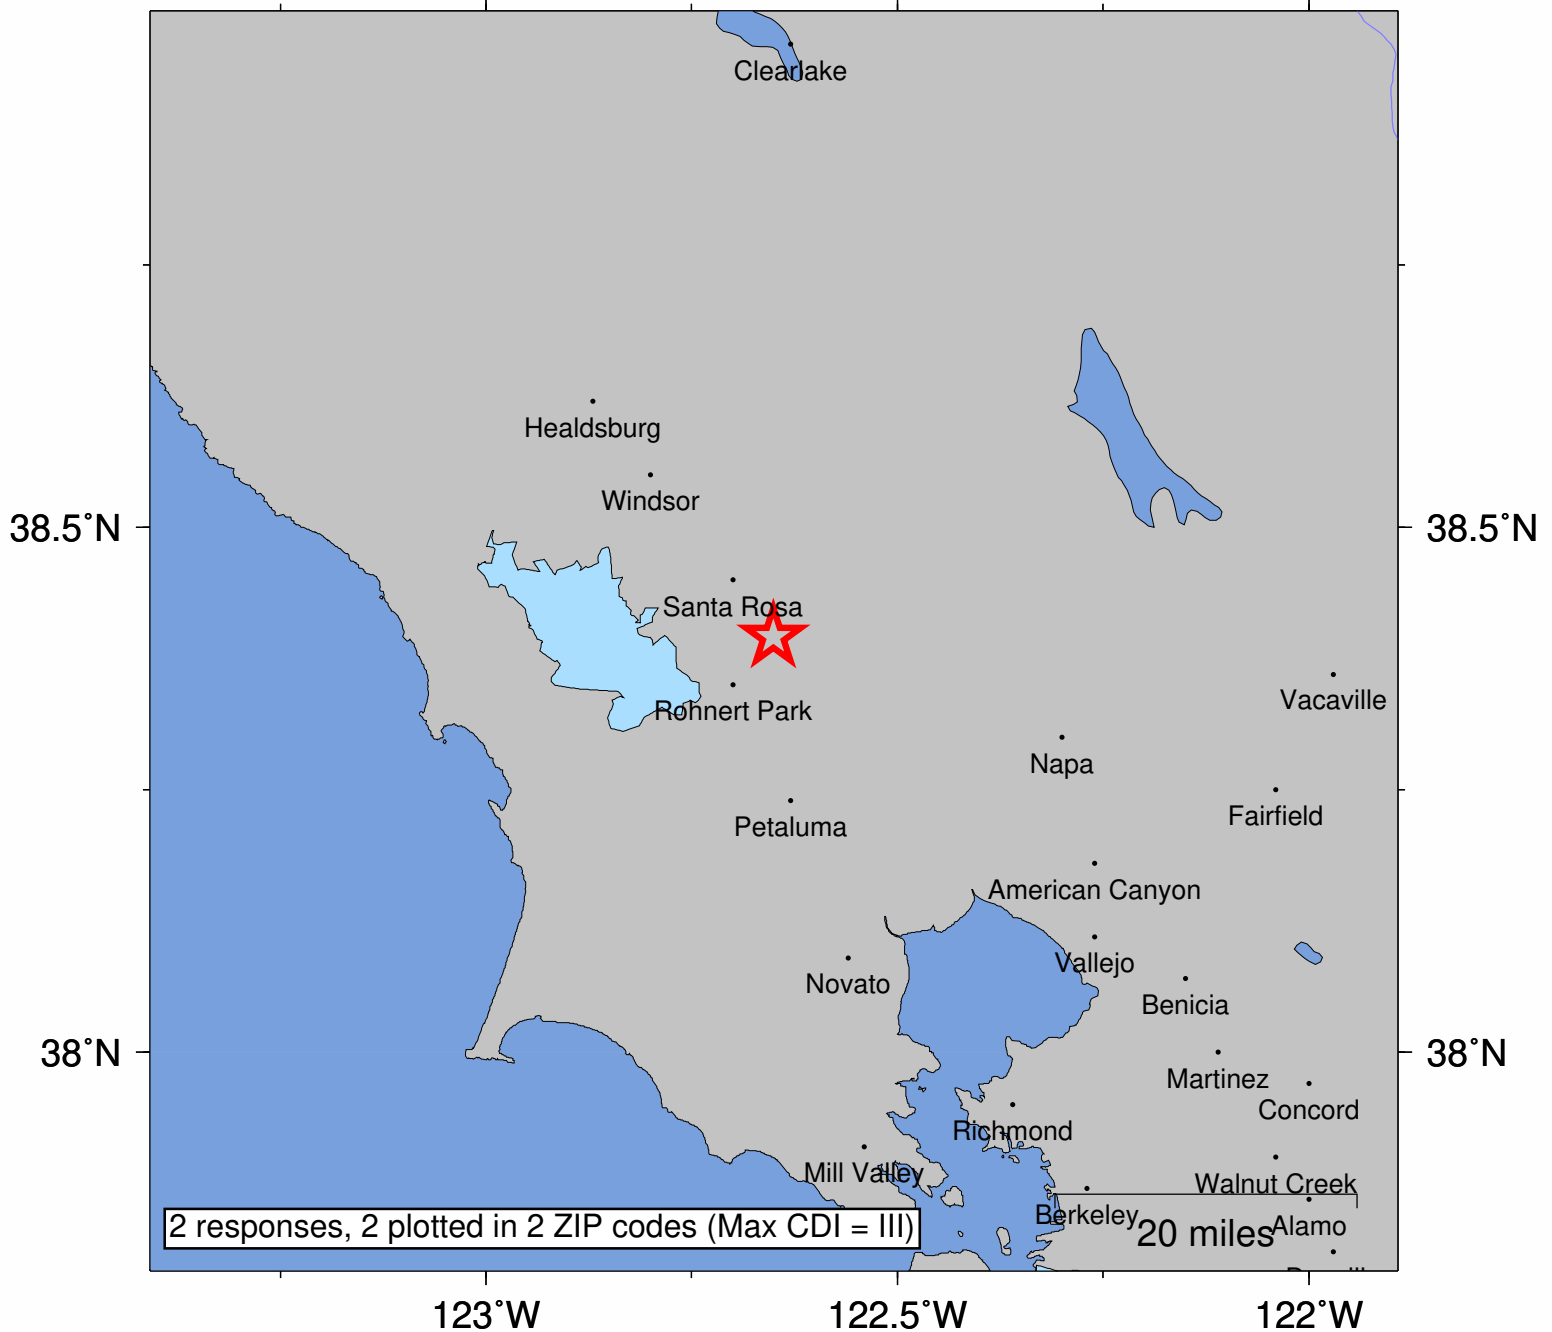 Clearlake
Healdsburg
Windsor
38.5°N
38.5°N
Santa Rosa
Vacaville
Rohnert Park
Napa
Fairfield
Petaluma
American Canyon
Vallejo
Novato
Benicia
38°N
38°N
Martinez
Concord
Richmond
Mill Valley
Walnut Creek
Berkeley
Alamo
20 miles
2 responses, 2 plotted in 2 ZIP codes (Max CDI = III)
123°W
122.5°W
122°W